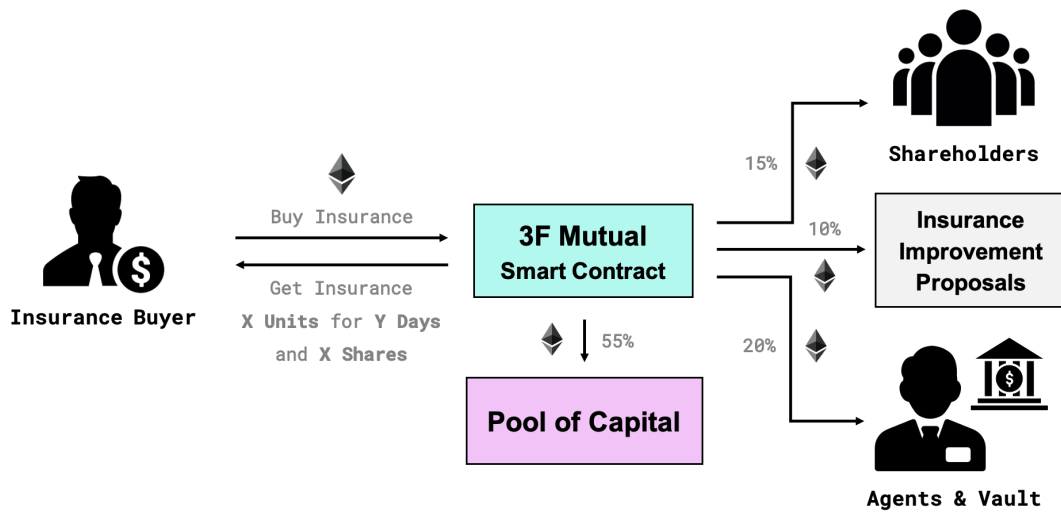 Insurance Buyer
$
Buy Insurance
Get Insurance
X Units for Y Days
and X Shares
3F Mutual
Smart Contract
55%
Pool of Capital
15%
10%
20%
Shareholders
Insurance
Improvement
Proposals
$
Agents & Vault